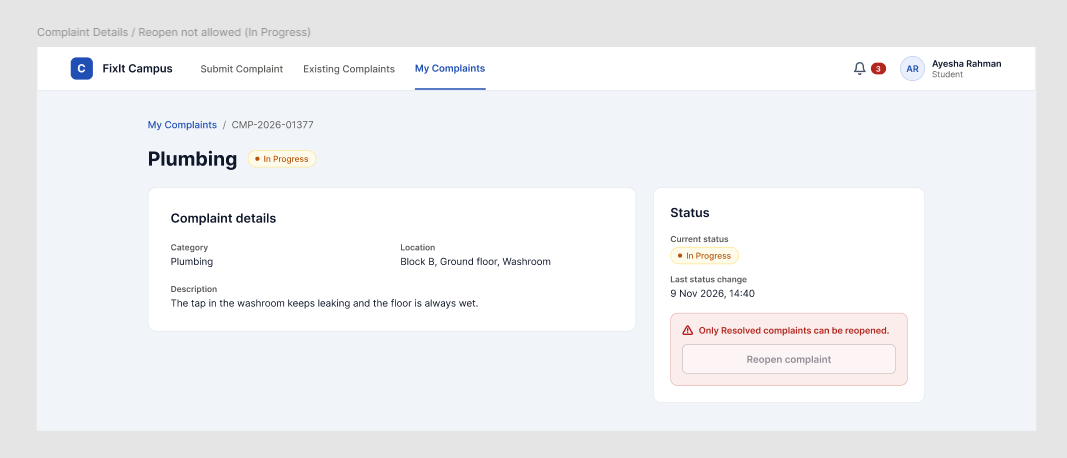 Complaint Details / Reopen not allowed (In Progress)
C FixIt Campus Submit Complaint Existing Complaints My Complaints 3 AR Ayesha Rahman
Student
My Complaints / CMP-2026-01377
Plumbing In Progress
Complaint details
Category Location
Plumbing Block B, Ground floor, Washroom
Description
The tap in the washroom keeps leaking and the floor is always wet.
Status
Current status
In Progress
Last status change
9 Nov 2026, 14:40
Only Resolved complaints can be reopened.
Reopen complaint